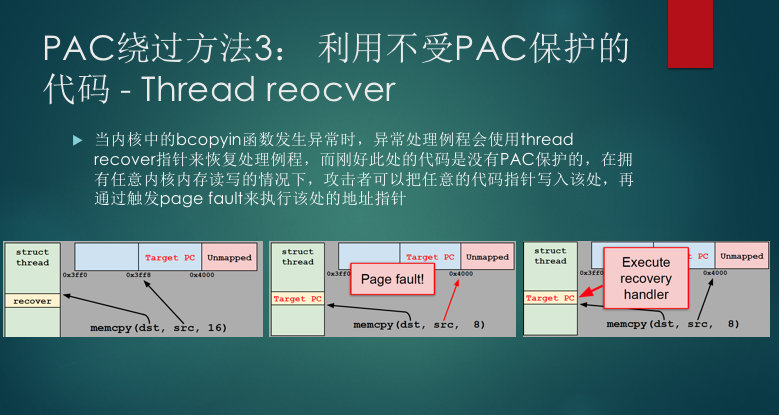 PAC绕过方法3： 利用不受PAC保护的
代码 - Thread reocver
当内核中的bcopyin函数发生异常时，异常处理例程会使用thread
recover指针来恢复处理例程，而刚好此处的代码是没有PAC保护的，在拥
有任意内核内存读写的情况下，攻击者可以把任意的代码指针写入该处，再
通过触发page fault来执行该处的地址指针
struct
thread
recover
Target PC
Unmapped
0x3ff0
0x3ff8
0x4000
memcpy(dst, src, 16)
struct
thread
Target PC
Target PC
Unmapped
0x3ff0
0x4000
Page fault!
memcpy(dst, src, 8)
struct
thread
Target PC
PC
Unmapped
0x3ff0
0x4000
Execute
recovery
handler
memcpy(dst, src, 8)